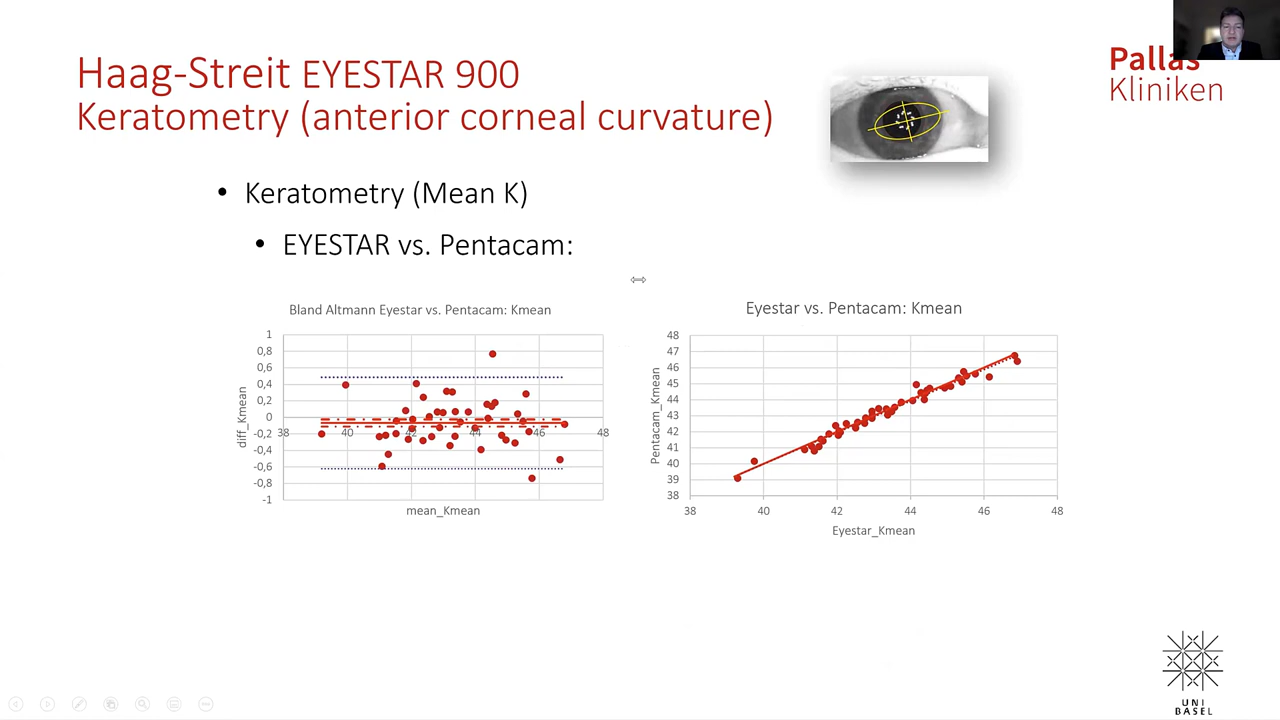 Haag-Streit EYESTAR 900
Keratometry (anterior corneal curvature)
Pallas
Kliniken
• Keratometry (Mean K)
• EYESTAR vs. Pentacam:
Bland Altmann Eyestar vs. Pentacam: Kmean
1
0,8
0,6
0,4
0,2
0
-0,2
-0,4
-0,6
-0,8
-1
38 40 42 44 46 48
diff_Kmean
mean_Kmean
Eyestar vs. Pentacam: Kmean
48
47
46
45
44
43
42
41
40
39
38
38 40 42 44 46 48
Pentacam_Kmean
Eyestar_Kmean
UNI
BASEL